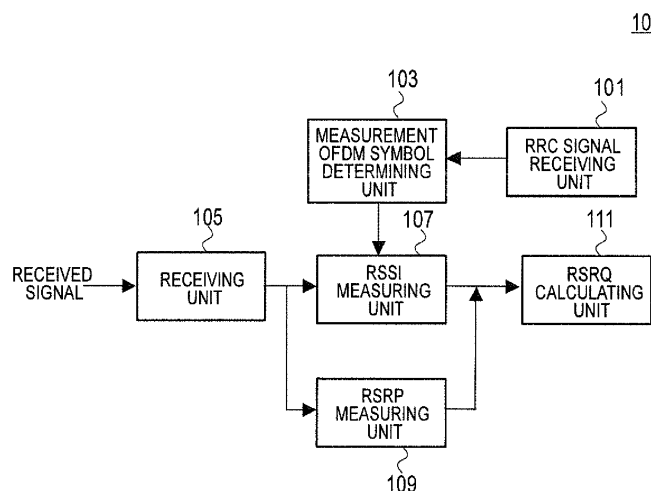 10
103
101
MEASUREMENT
OFDM SYMBOL
DETERMINING
UNIT
RRC SIGNAL
RECEIVING
UNIT
105
107
111
RECEIVED
SIGNAL
RECEIVING
UNIT
RSSI
MEASURING
UNIT
RSRQ
CALCULATING
UNIT
RSRP
MEASURING
UNIT
109